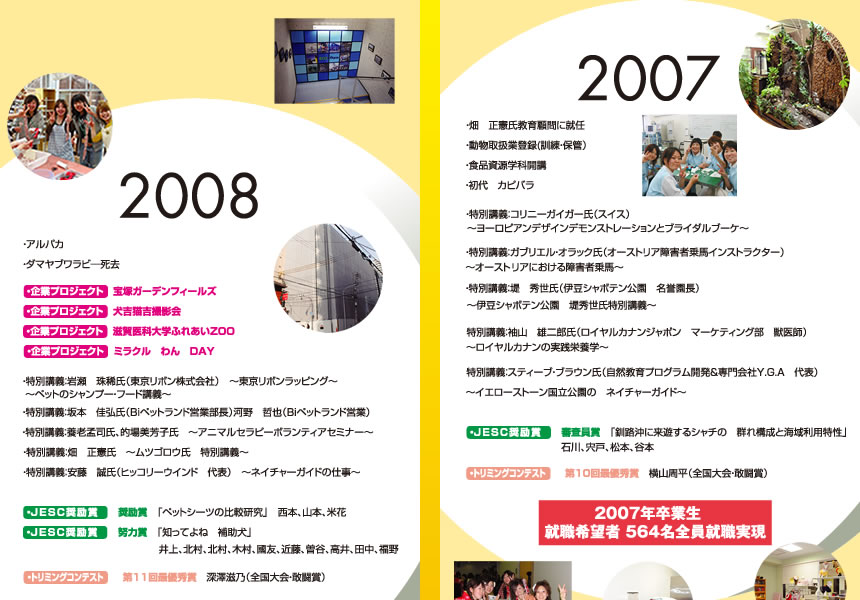 2008
・アルパカ
・ダマヤブワラビー死去
・企業プロジェクト 宝塚ガーデンフィールズ
・企業プロジェクト 犬吉猫吉撮影会
・企業プロジェクト 滋賀医科大学ふれあいZOO
・企業プロジェクト ミラクル わん DAY
・特別講義:岩瀬 珠稀氏(東京リボン株式会社) ～東京リボンラッピング～
～ペットのシャンプー・フード講義～
・特別講義:坂本 佳弘氏(Biペットランド営業部長)河野 哲也(Biペットランド営業)
・特別講義:養老孟司氏、的場美芳子氏 ～アニマルセラピーボランティアセミナー～
・特別講義:畑 正憲氏 ～ムツゴロウ氏 特別講義～
・特別講義:安藤 誠氏(ヒッコリーウインド 代表) ～ネイチャーガイドの仕事～
・JESC奨励賞 奨励賞 「ペットシーツの比較研究」 西本、山本、米花
・JESC奨励賞 努力賞 「知ってよね 補助犬」
井上、北村、北村、木村、國友、近藤、曽谷、高井、田中、福野
・トリミングコンテスト 第11回最優秀賞 深澤滋乃(全国大会・敢闘賞)
2007
・畑 正憲氏教育顧問に就任
・動物取扱業登録(訓練・保管)
・食品資源学科開講
・初代 カピバラ
・特別講義:コリニーガイガー氏(スイス)
～ヨーロピアンデザインデモンストレーションとブライダルブーケ～
・特別講義:ガブリエル・オラック氏(オーストリア障害者乗馬インストラクター)
～オーストリアにおける障害者乗馬～
・特別講義:堤 秀世氏(伊豆シャボテン公園 名誉園長)
～伊豆シャボテン公園 堤秀世氏特別講義～
特別講義:袖山 雄二郎氏(ロイヤルカナンジャポン マーケティング部 獣医師)
～ロイヤルカナンの実践栄養学～
特別講義:スティーブ・ブラウン氏(自然教育プログラム開発&専門会社Y.G.A 代表)
～イエローストーン国立公園の ネイチャーガイド～
・JESC奨励賞 審査員賞 「釧路沖に来遊するシャチの 群れ構成と海域利用特性」
石川、宍戸、松本、谷本
・トリミングコンテスト 第10回最優秀賞 横山周平(全国大会・敢闘賞)
2007年卒業生
就職希望者 564名全員就職実現